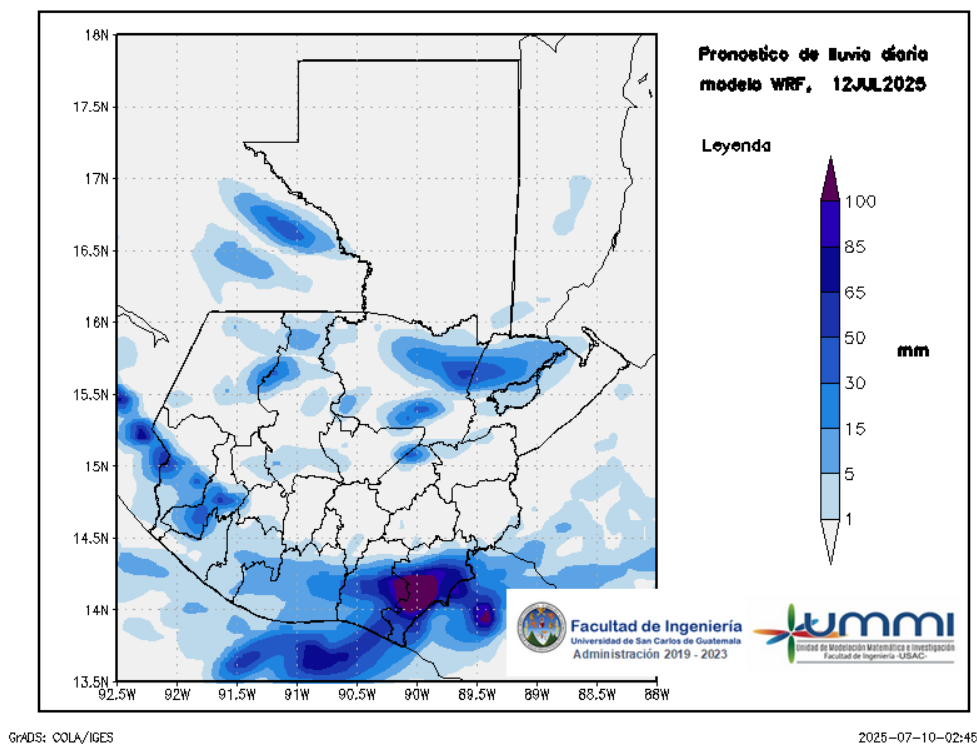 Pronostico de lluvia diaria
modelo WRF, 12JUL2025
Leyenda
100
85
65
50
30
15
5
1
mm
18N
17.5N
17N
16.5N
16N
15.5N
15N
14.5N
14N
13.5N
92.5W
92W
91.5W
91W
90.5W
90W
89.5W
89W
88.5W
88W
Facultad de Ingeniería
Universidad de San Carlos de Guatemala
Administración 2019 - 2023
ummi
Unidad de Modelación Matemática e Investigación
Facultad de Ingeniería -USAC-
GrADS: COLA/IGES
2025-07-10-02:45